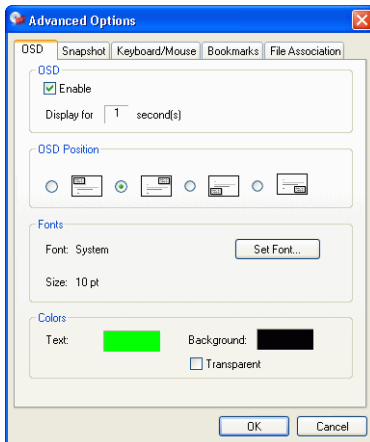 Advanced Options
OSD Snapshot Keyboard/Mouse Bookmarks File Association
OSD
Enable
Display for 1 second(s)
OSD Position
Fonts
Font: System Set Font...
Size: 10 pt
Colors
Text: Background:
Transparent
OK Cancel